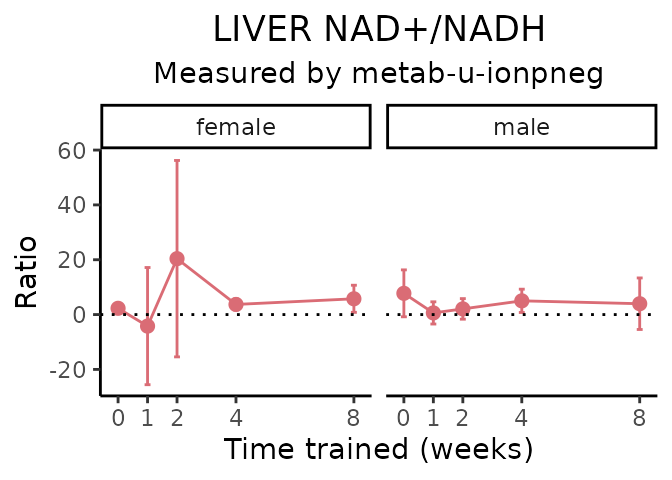 LIVER NAD+/NADH
Measured by metab-u-ionpneg
female
male
60
40
20
0
-20
Ratio
0 1 2 4 8
0 1 2 4 8
Time trained (weeks)